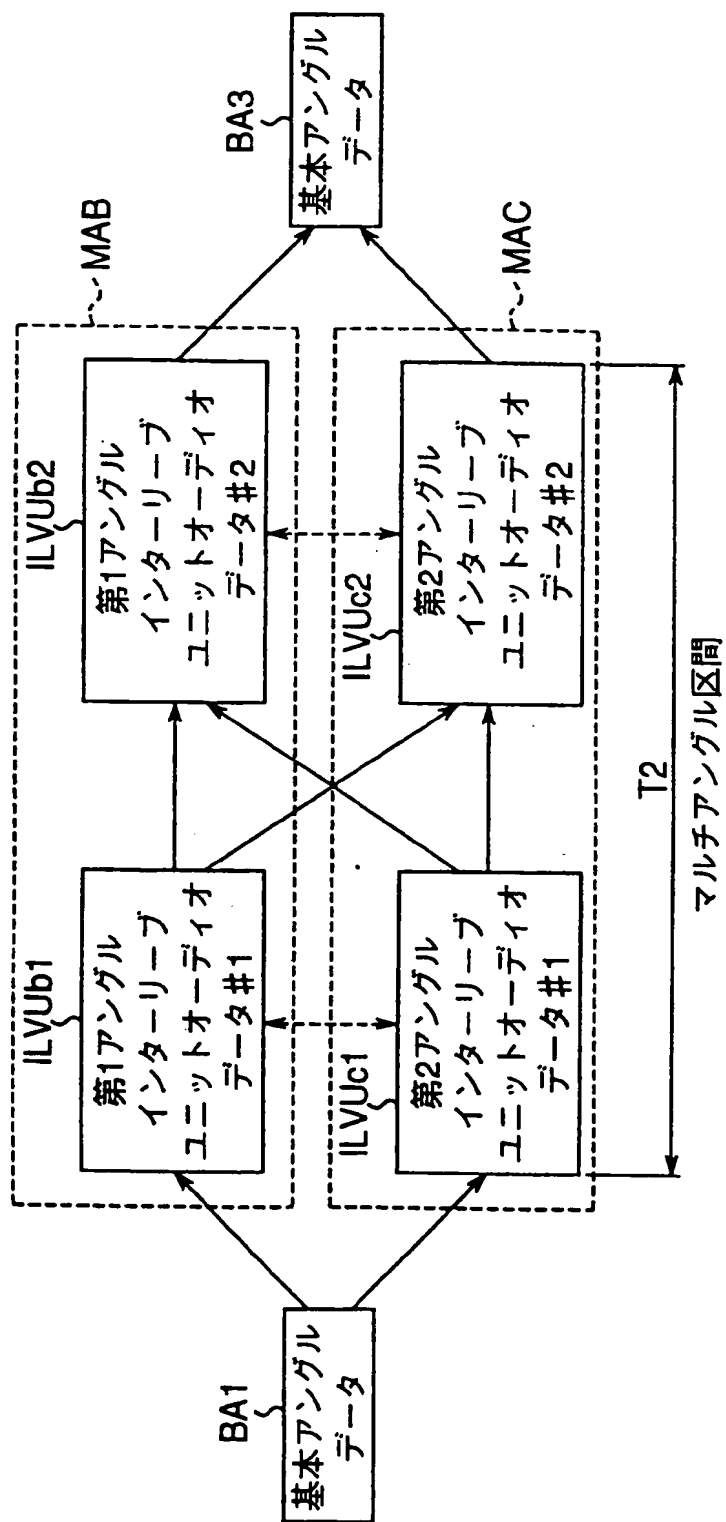 BA1
基本アングル
データ
MAB
ILVUb1
第1アングル
インターリーブ
ユニットオーディオ
データ#1
ILVUb2
第1アングル
インターリーブ
ユニットオーディオ
データ#2
BA3
基本アングル
データ
ILVUc1
第2アングル
インターリーブ
ユニットオーディオ
データ#1
ILVUc2
第2アングル
インターリーブ
ユニットオーディオ
データ#2
MAC
T2
マルチアングル区間